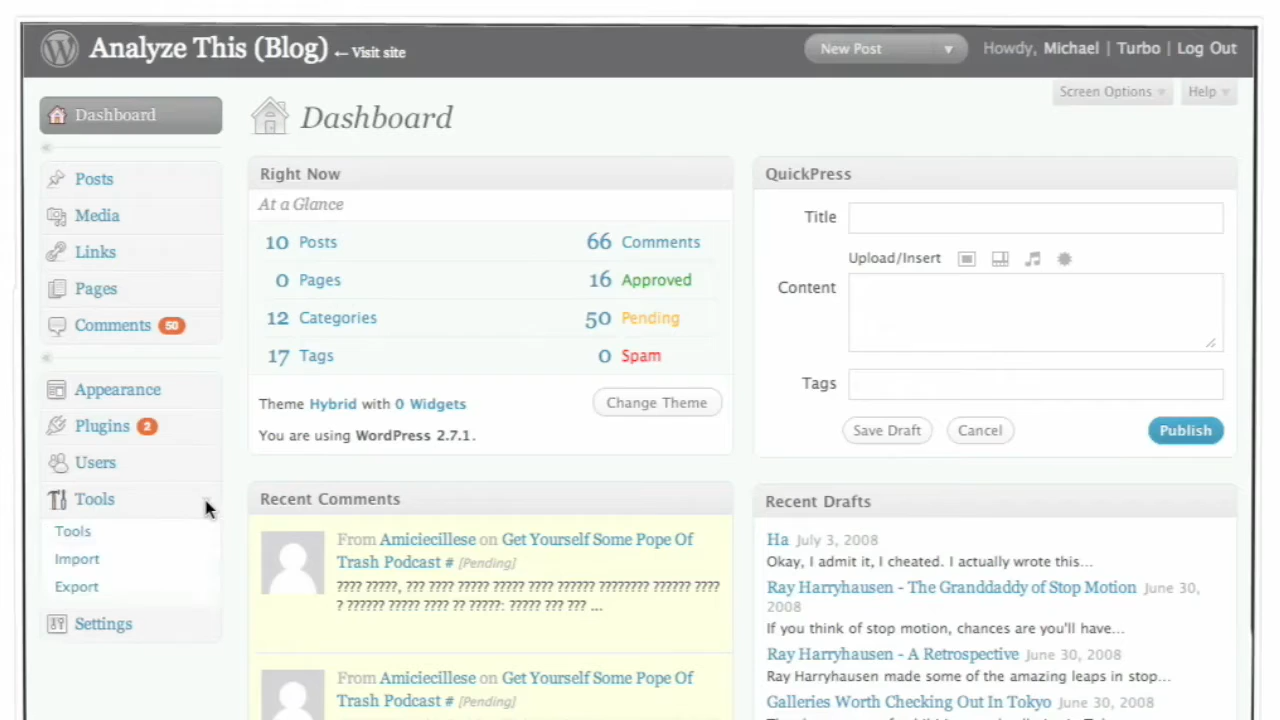 Analyze This (Blog) ← Visit site
New Post
Howdy, Michael | Turbo | Log Out
Screen Options
Help
Dashboard
Posts
Media
Links
Pages
Comments 50
Appearance
Plugins 2
Users
Tools
Tools
Import
Export
Settings
Dashboard
Right Now
At a Glance
10 Posts
66 Comments
0 Pages
16 Approved
12 Categories
50 Pending
17 Tags
0 Spam
Theme Hybrid with 0 Widgets
Change Theme
You are using WordPress 2.7.1.
Recent Comments
From Amiciecillese on Get Yourself Some Pope Of
Trash Podcast # [Pending]
???? ?????, ??? ???? ????? ????? ???? ?????? ???????? ?????? ????
? ?????? ????? ???? ?? ?????: ????? ??? ??? ...
From Amiciecillese on Get Yourself Some Pope Of
Trash Podcast # [Pending]
QuickPress
Title
Upload/Insert
Content
Tags
Save Draft
Cancel
Publish
Recent Drafts
Ha July 3, 2008
Okay, I admit it, I cheated. I actually wrote this...
Ray Harryhausen - The Granddaddy of Stop Motion June 30,
2008
If you think of stop motion, chances are you'll have...
Ray Harryhausen - A Retrospective June 30, 2008
Ray Harryhausen made some of the amazing leaps in stop...
Galleries Worth Checking Out In Tokyo June 30, 2008